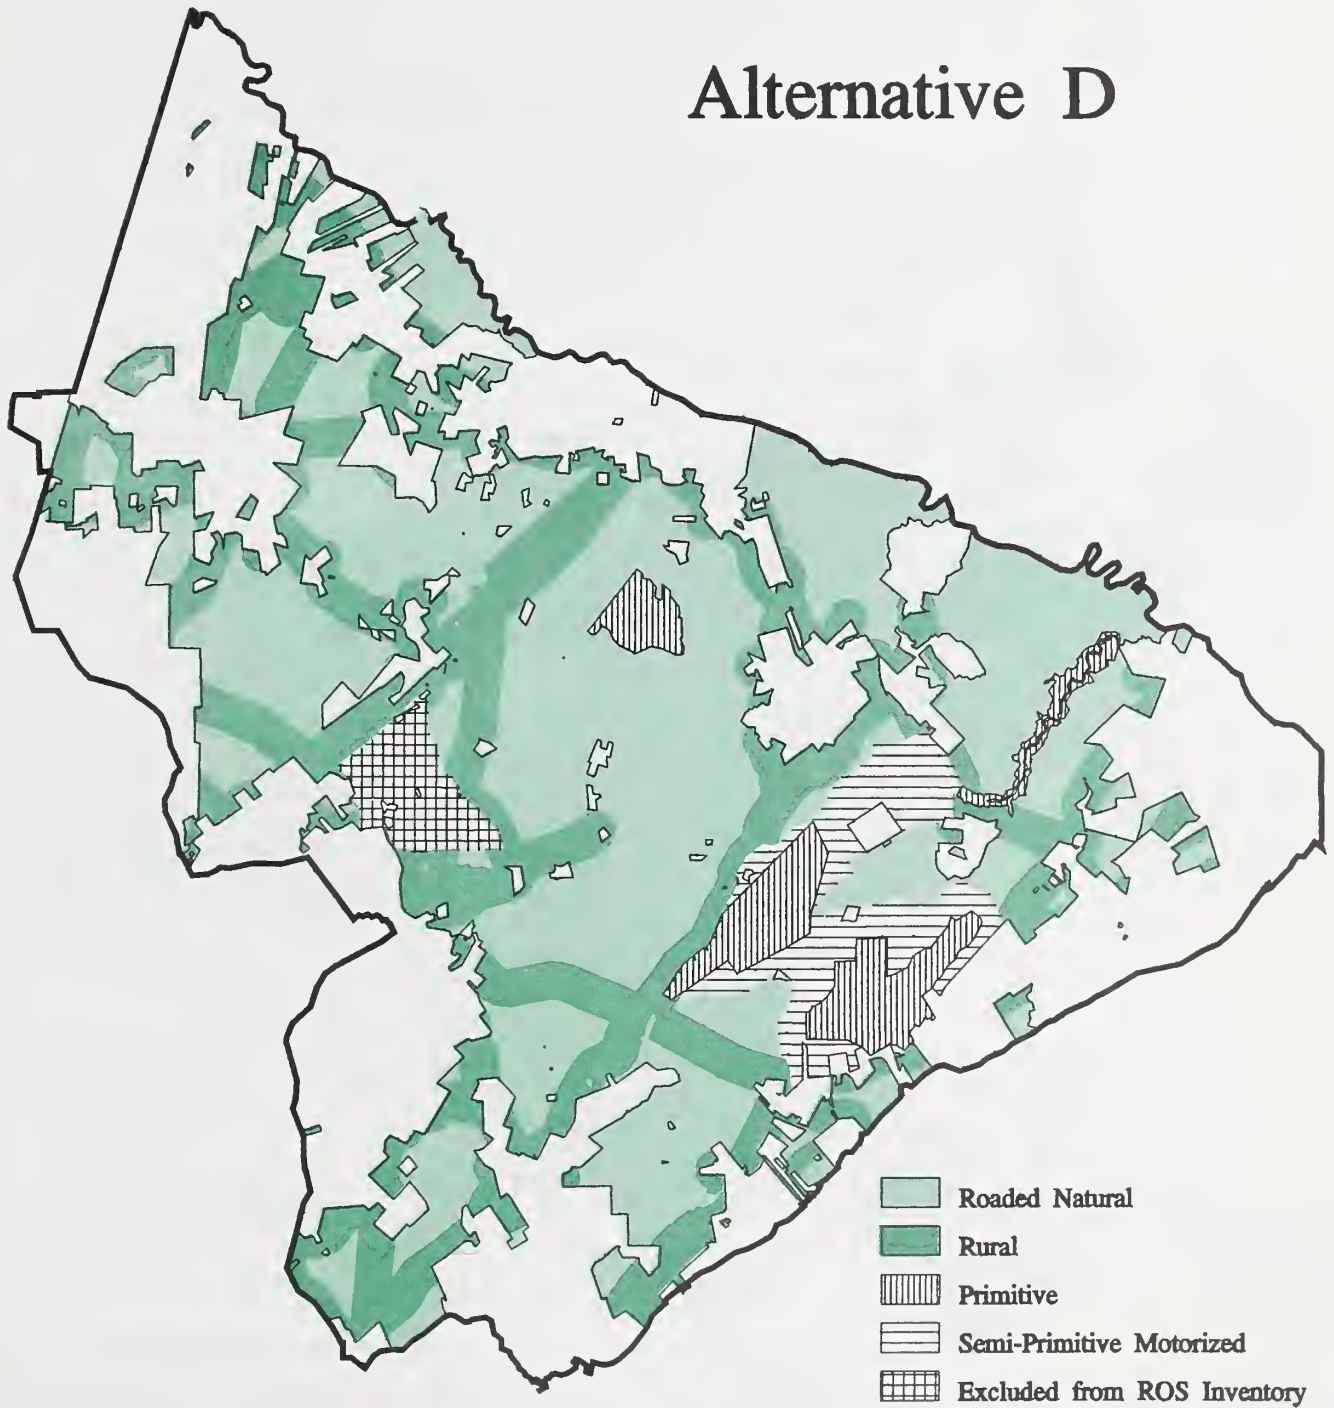 Alternative D
Roaded Natural
Rural
Primitive
Semi-Primitive Motorized
Excluded from ROS Inventory